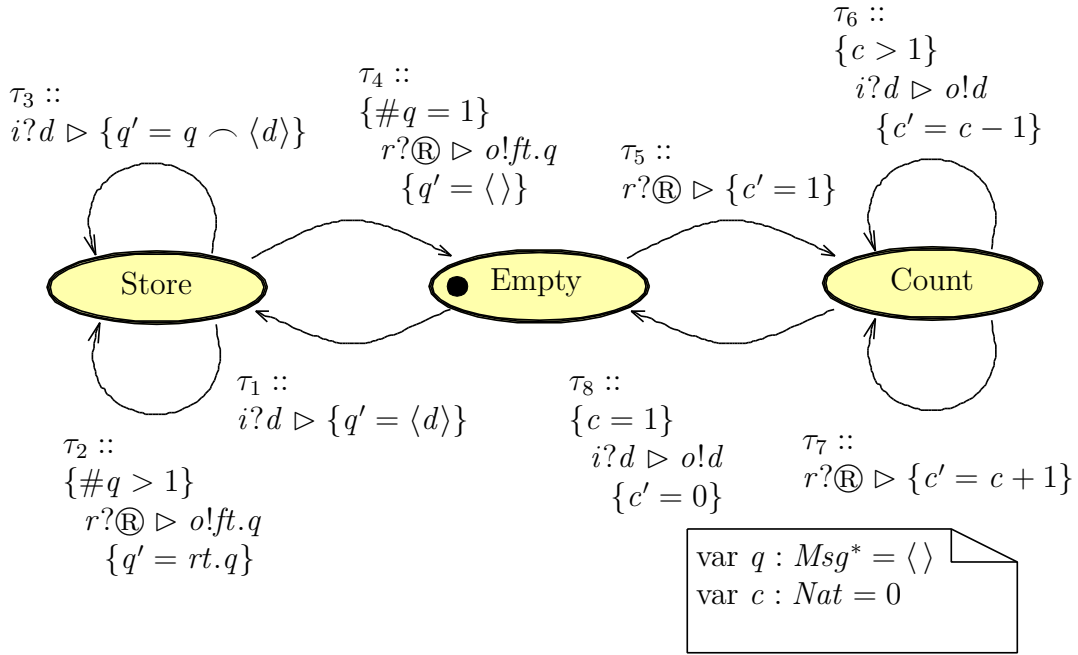 τ₆ ::
{c > 1}
i?d ▷ o!d
{c′ = c − 1}
τ₄ ::
{#q = 1}
r?Ⓡ ▷ o!ft.q
{q′ = ⟨ ⟩}
τ₃ ::
i?d ▷ {q′ = q ⌢ ⟨d⟩}
τ₅ ::
r?Ⓡ ▷ {c′ = 1}
Store
Empty
Count
τ₁ ::
i?d ▷ {q′ = ⟨d⟩}
τ₈ ::
{c = 1}
i?d ▷ o!d
{c′ = 0}
τ₂ ::
{#q > 1}
r?Ⓡ ▷ o!ft.q
{q′ = rt.q}
τ₇ ::
r?Ⓡ ▷ {c′ = c + 1}
var q : Msg* = ⟨ ⟩
var c : Nat = 0